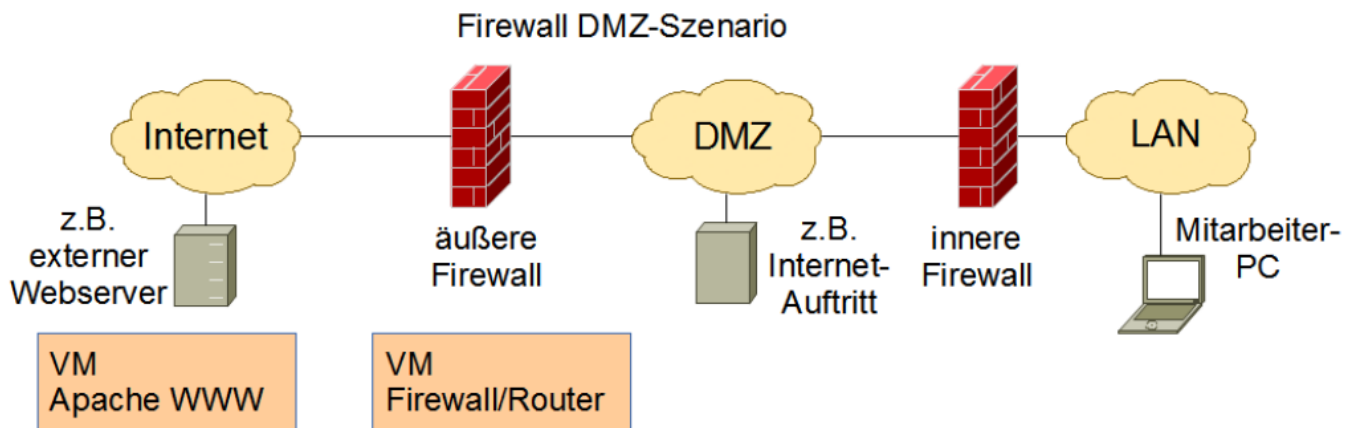 Firewall DMZ-Szenario
Internet
DMZ
LAN
z.B.
externer
Webserver
äußere
Firewall
z.B.
Internet-
Auftritt
innere
Firewall
Mitarbeiter-
PC
VM
Apache WWW
VM
Firewall/Router